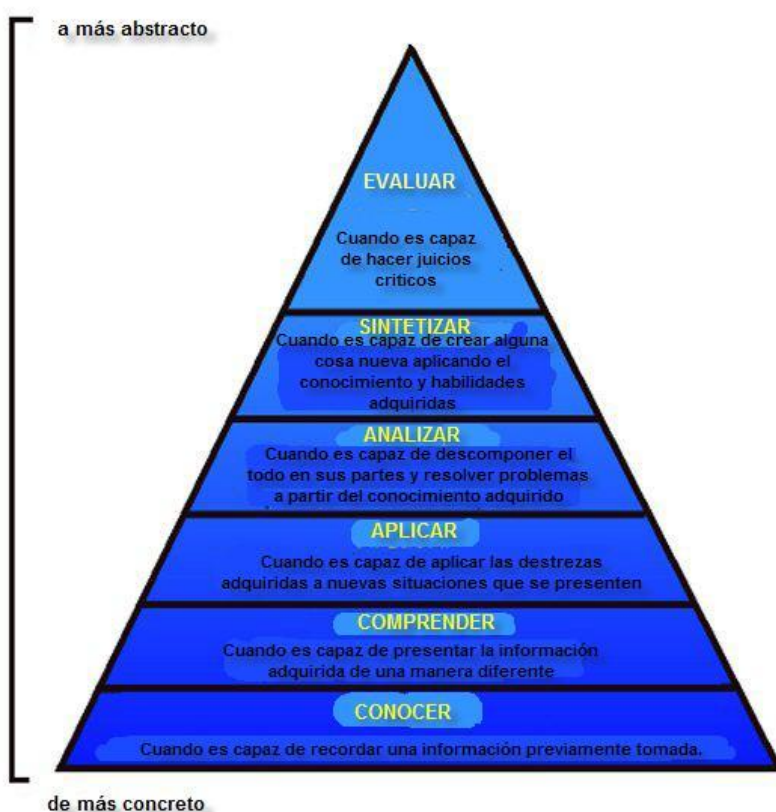 a más abstracto
EVALUAR
Cuando es capaz
de hacer juicios
criticos
SINTETIZAR
Cuando es capaz de crear alguna
cosa nueva aplicando el
conocimiento y habilidades
adquiridas
ANALIZAR
Cuando es capaz de descomponer el
todo en sus partes y resolver problemas
a partir del conocimiento adquirido
APLICAR
Cuando es capaz de aplicar las destrezas
adquiridas a nuevas situaciones que se presenten
COMPRENDER
Cuando es capaz de presentar la información
adquirida de una manera diferente
CONOCER
Cuando es capaz de recordar una información previamente tomada.
de más concreto